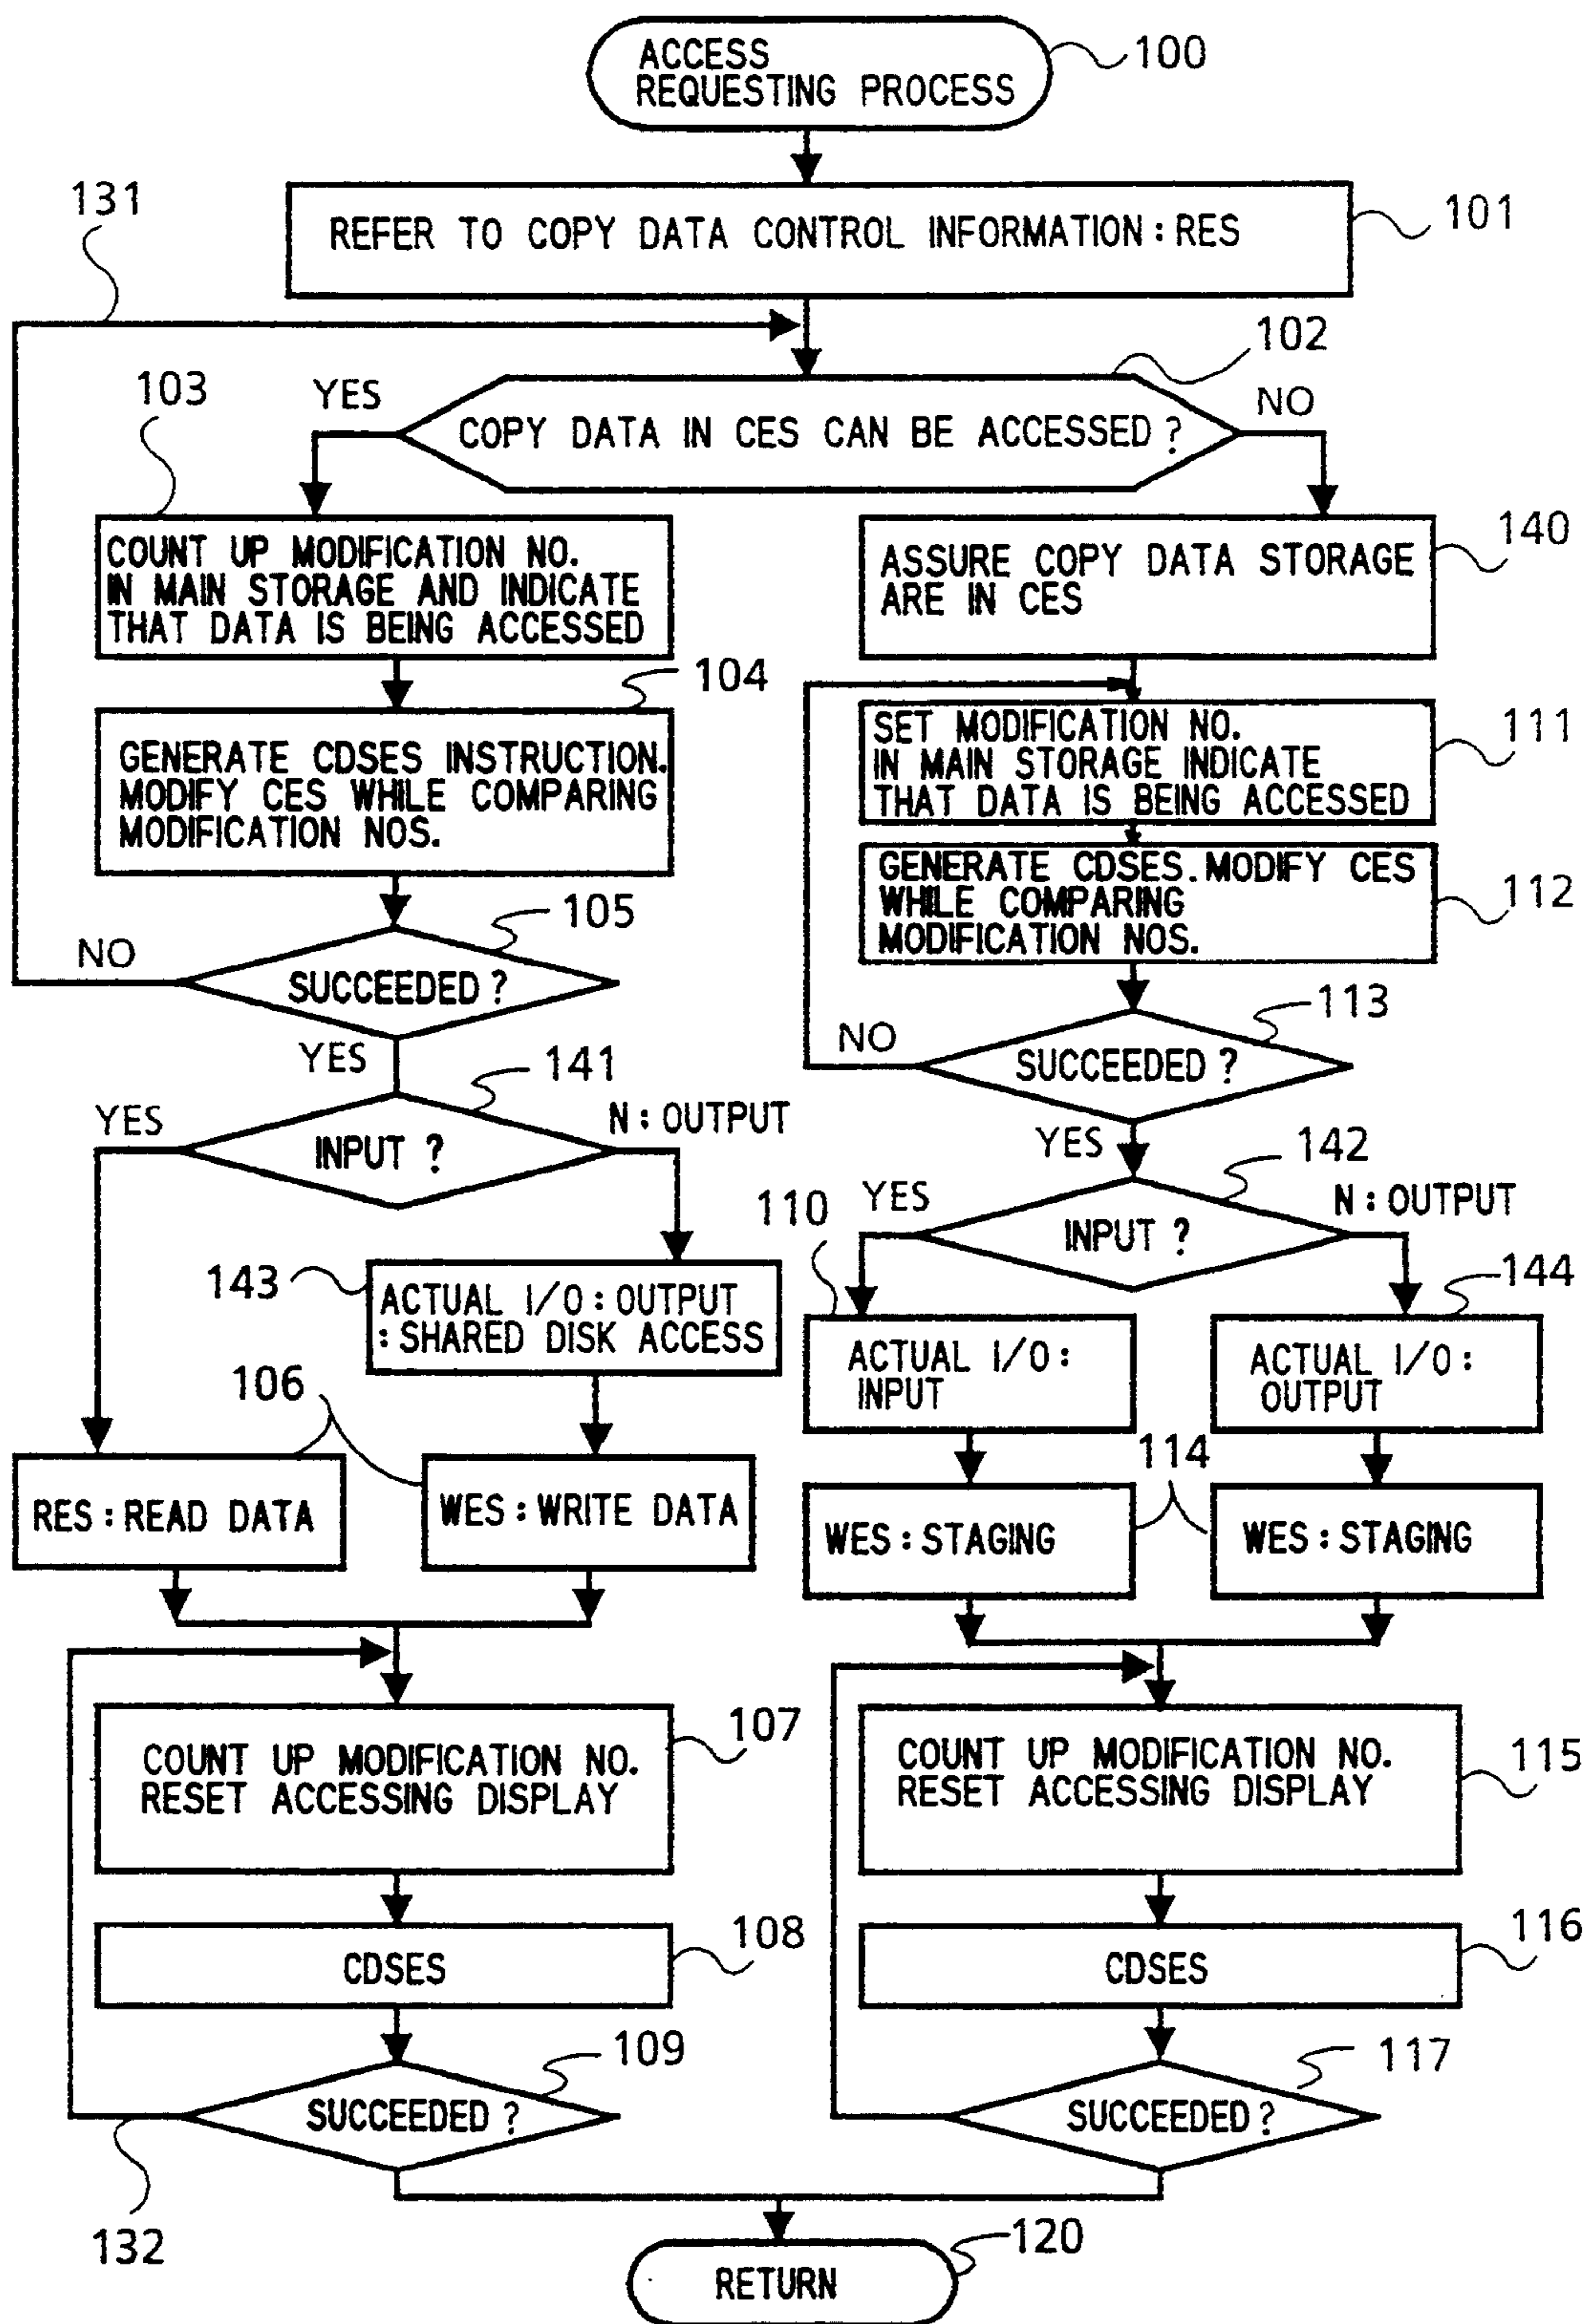 ACCESS
REQUESTING PROCESS
100
131
REFER TO COPY DATA CONTROL INFORMATION : RES
101
102
103
YES
NO
COPY DATA IN CES CAN BE ACCESSED ?
COUNT UP MODIFICATION NO.
IN MAIN STORAGE AND INDICATE
THAT DATA IS BEING ACCESSED
ASSURE COPY DATA STORAGE
ARE IN CES
140
104
GENERATE CDSES INSTRUCTION.
MODIFY CES WHILE COMPARING
MODIFICATION NOS.
SET MODIFICATION NO.
IN MAIN STORAGE INDICATE
THAT DATA IS BEING ACCESSED
111
GENERATE CDSES. MODIFY CES
WHILE COMPARING
MODIFICATION NOS.
112
105
NO
SUCCEEDED ?
YES
113
NO
SUCCEEDED ?
YES
141
YES
N : OUTPUT
INPUT ?
142
110
YES
N : OUTPUT
INPUT ?
143
ACTUAL I/O : OUTPUT
: SHARED DISK ACCESS
144
ACTUAL I/O :
INPUT
ACTUAL I/O :
OUTPUT
106
114
RES : READ DATA
WES : WRITE DATA
WES : STAGING
WES : STAGING
COUNT UP MODIFICATION NO.
RESET ACCESSING DISPLAY
107
COUNT UP MODIFICATION NO.
RESET ACCESSING DISPLAY
115
CDSES
108
CDSES
116
109
SUCCEEDED ?
117
SUCCEEDED ?
132
120
RETURN